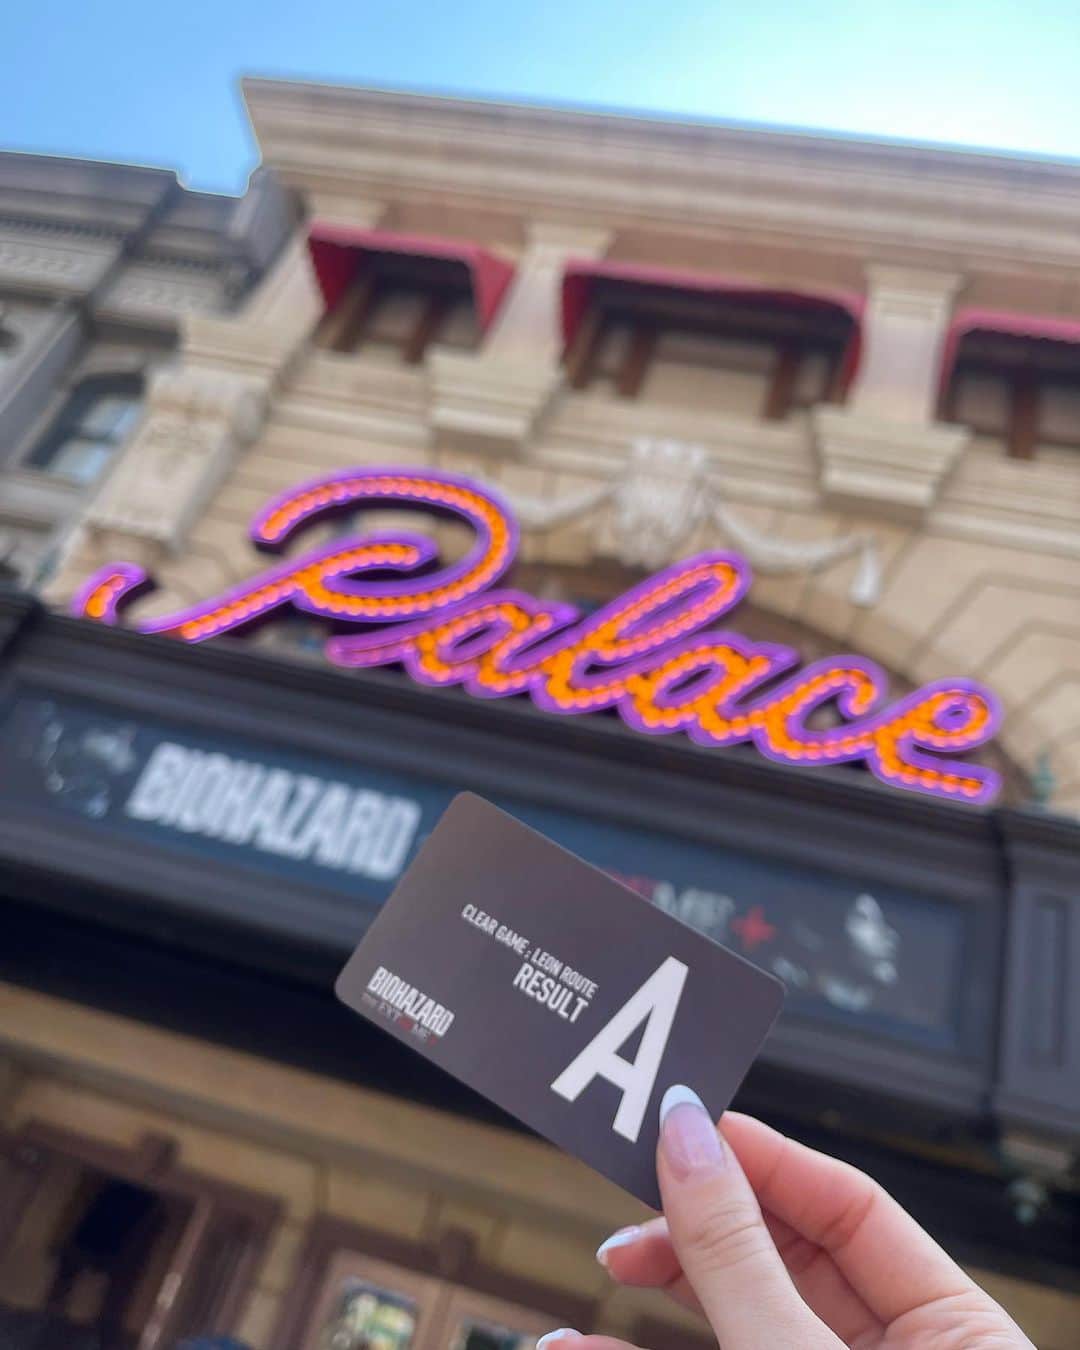 Palace
BIOHAZARD
CLEAR GAME : LEON ROUTE
RESULT
A
BIOHAZARD